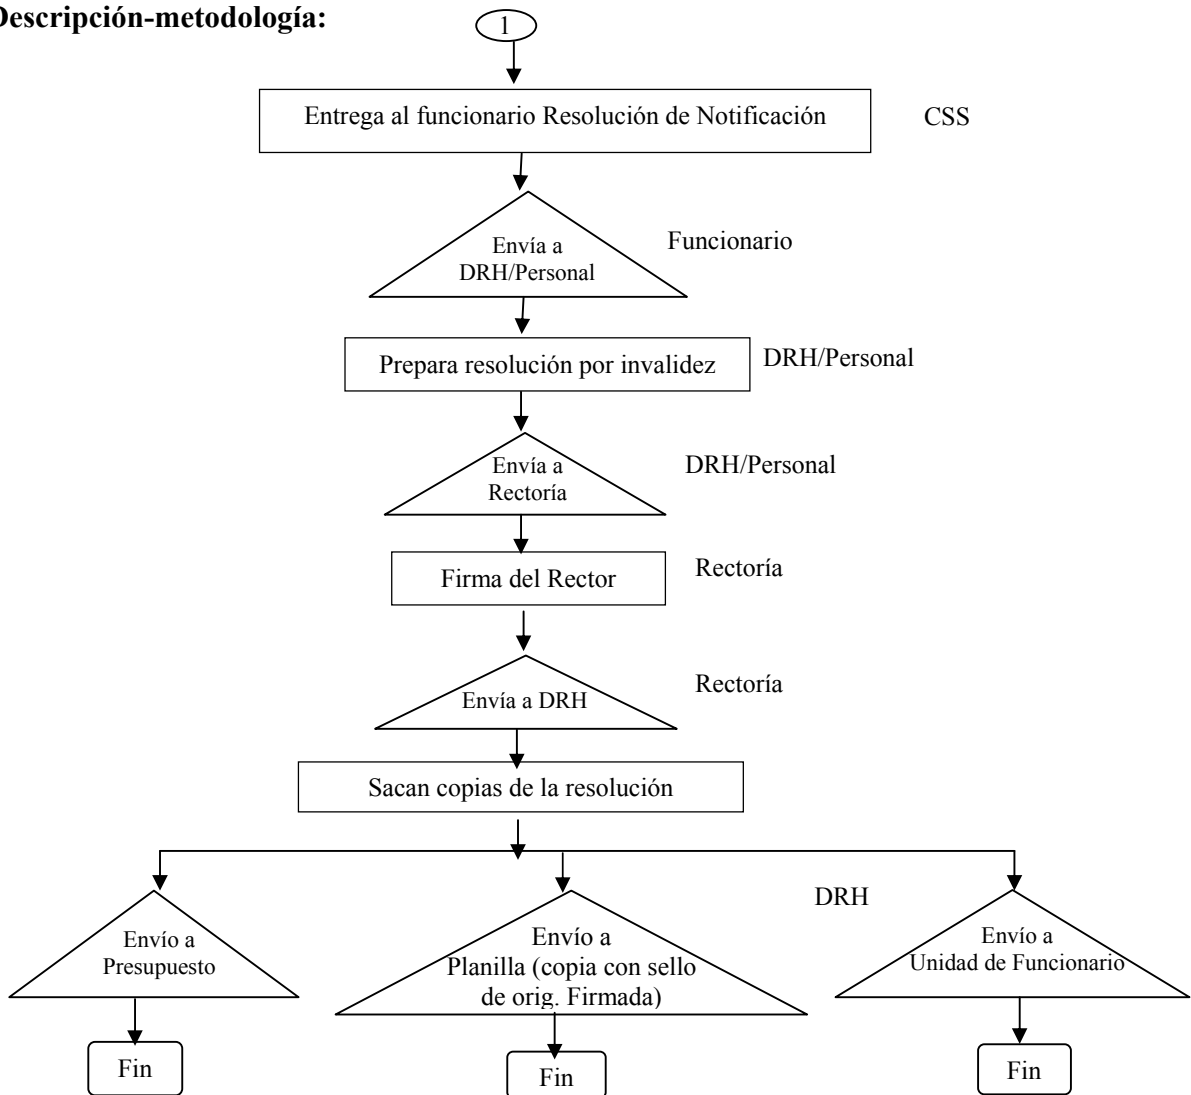 Descripción-metodología:
1
Entrega al funcionario Resolución de Notificación
CSS
Envía a
DRH/Personal
Funcionario
Prepara resolución por invalidez
DRH/Personal
Envía a
Rectoría
DRH/Personal
Firma del Rector
Rectoría
Envía a DRH
Rectoría
Sacan copias de la resolución
DRH
Envío a
Presupuesto
Envío a
Planilla (copia con sello
de orig. Firmada)
Envío a
Unidad de Funcionario
Fin
Fin
Fin